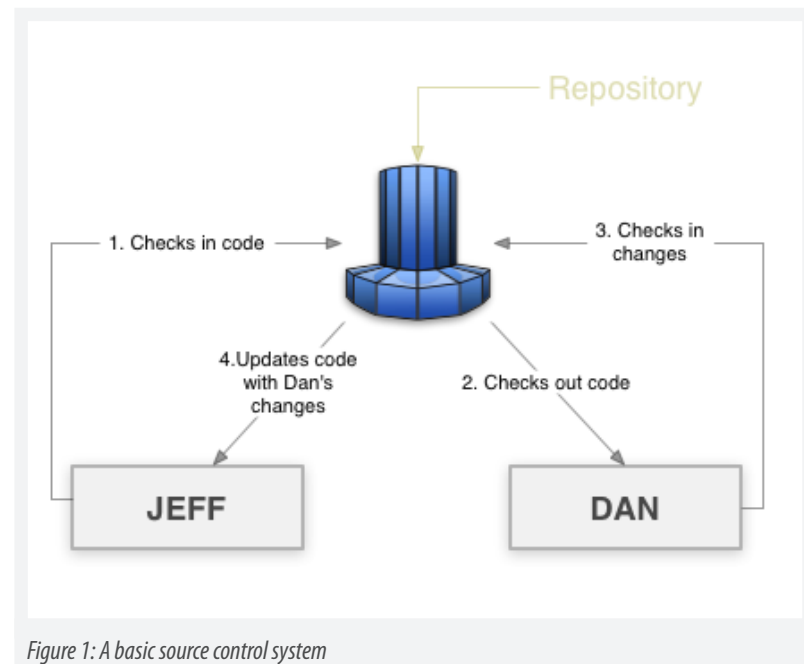 Repository
1. Checks in code
3. Checks in
changes
4.Updates code
with Dan's
changes
2. Checks out code
JEFF
DAN
Figure 1: A basic source control system